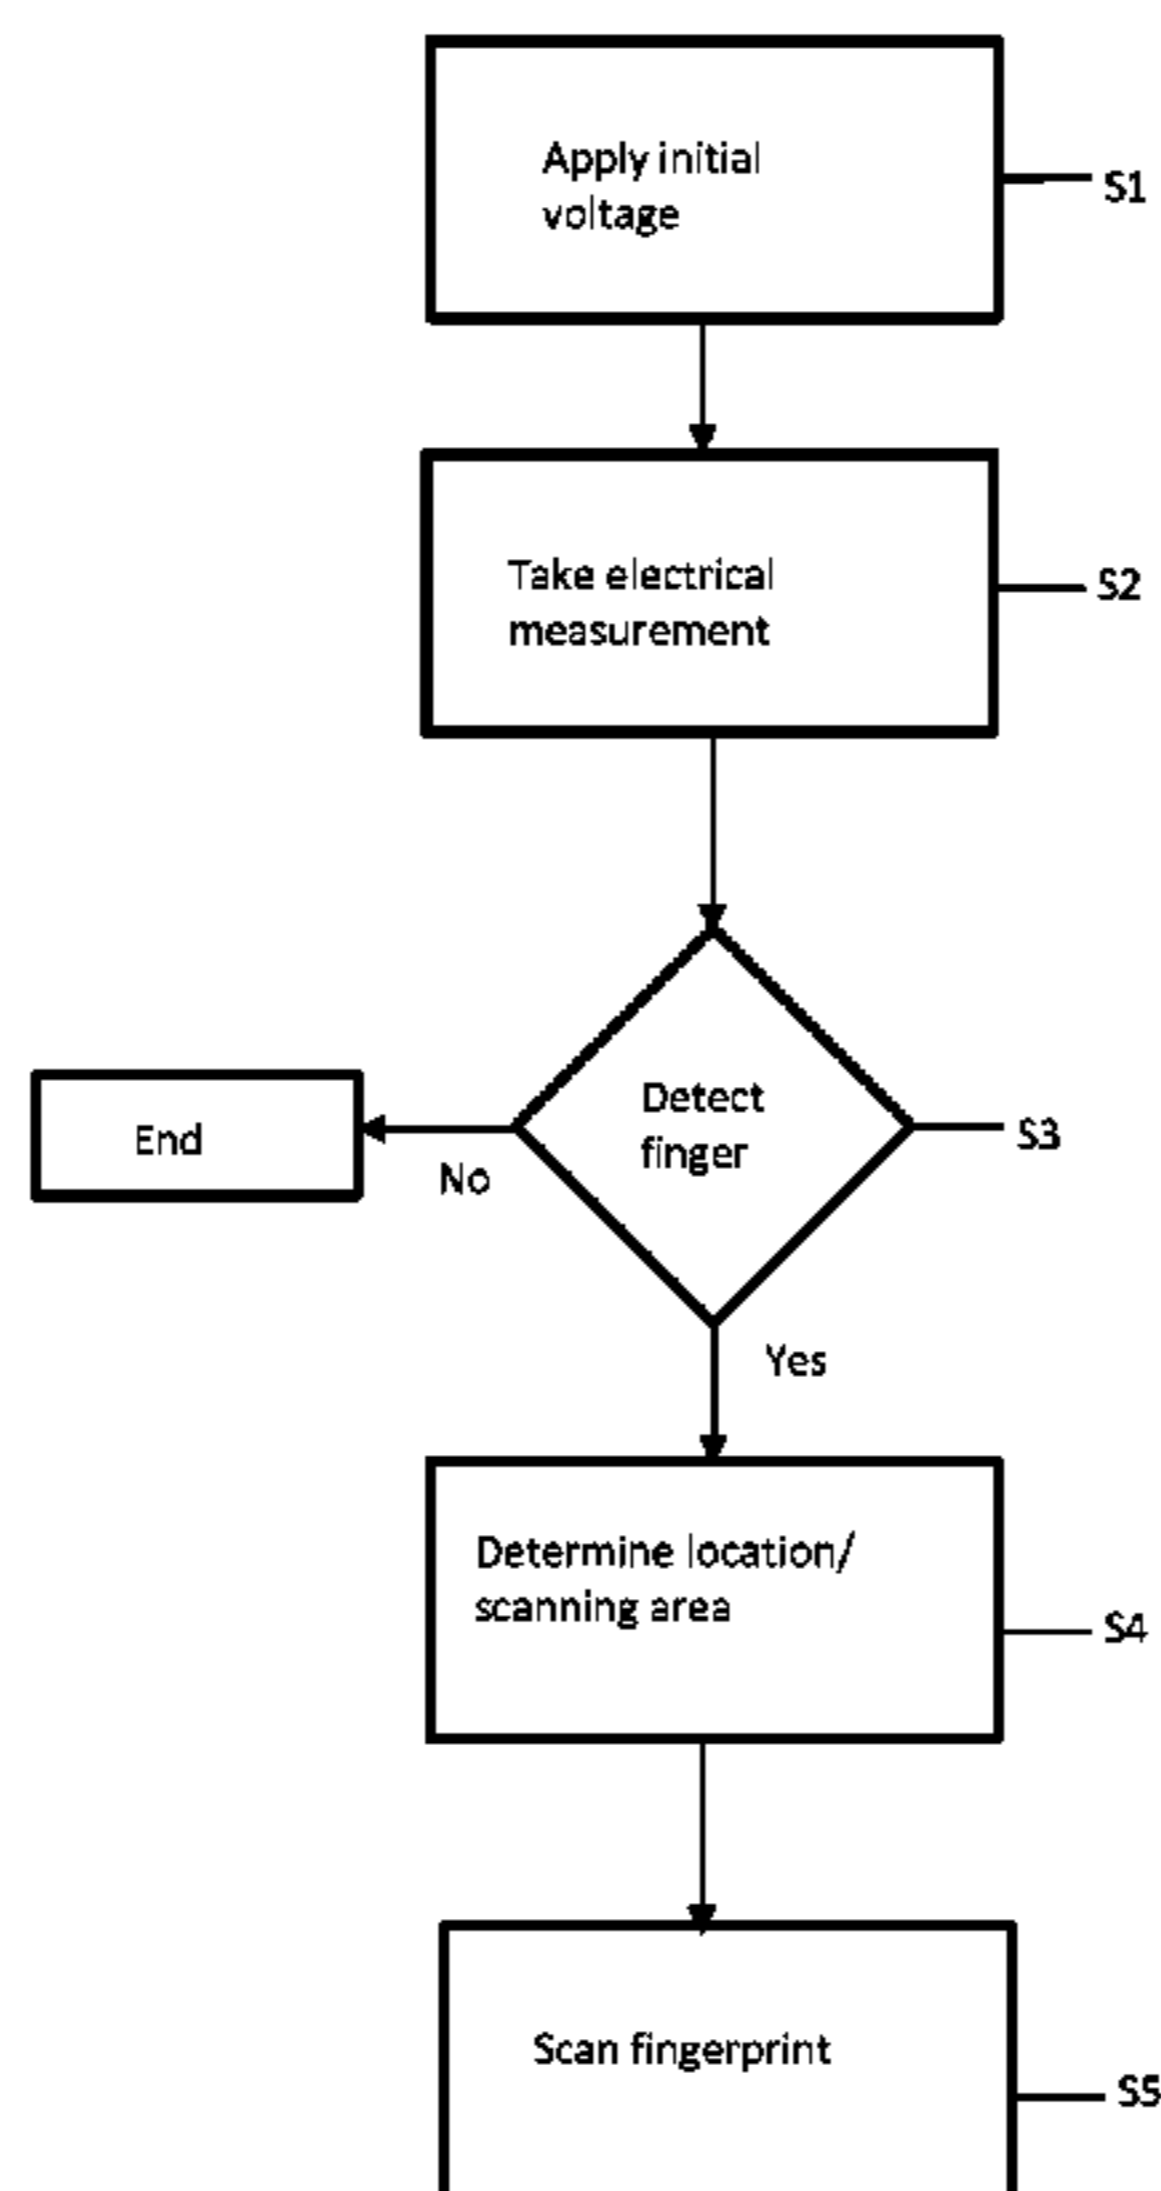 Apply initial
voltage
S1
Take electrical
measurement
S2
Detect
finger
S3
End
No
Yes
Determine location/
scanning area
S4
Scan fingerprint
S5